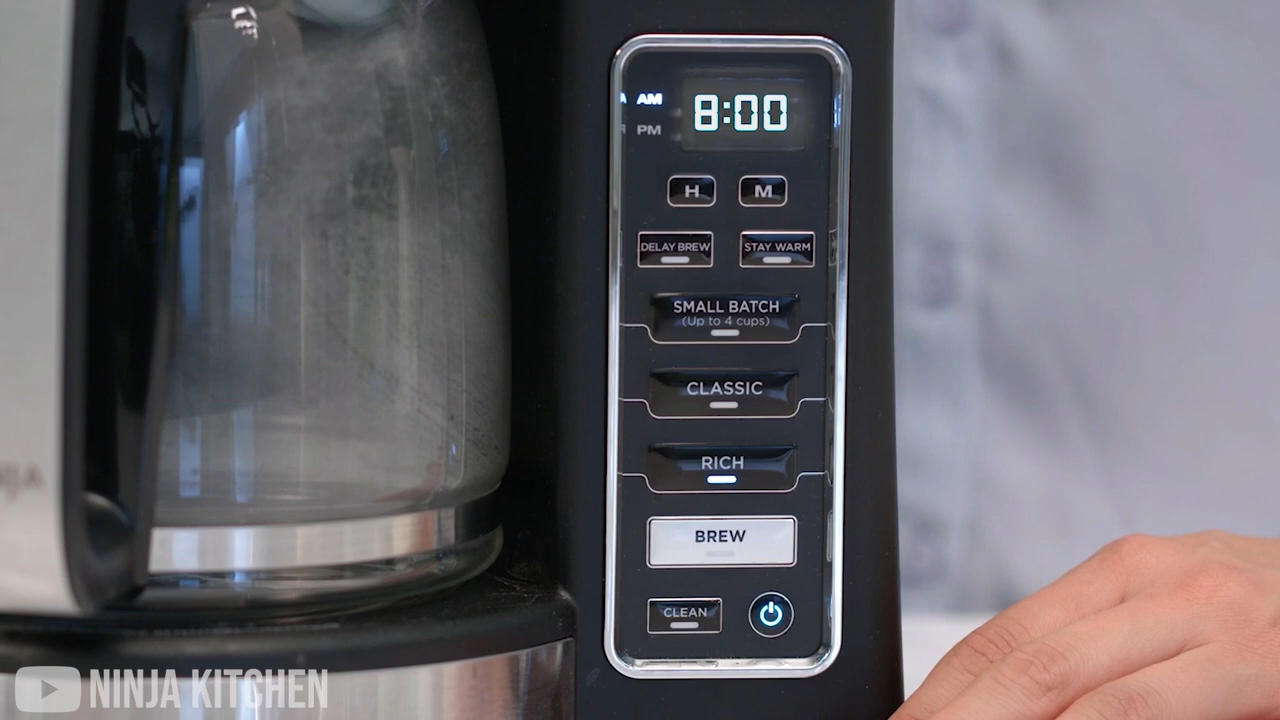 AM
8:00
PM
H M
DELAY BREW STAY WARM
SMALL BATCH
(Up to 4 cups)
CLASSIC
RICH
BREW
CLEAN
NINJA KITCHEN